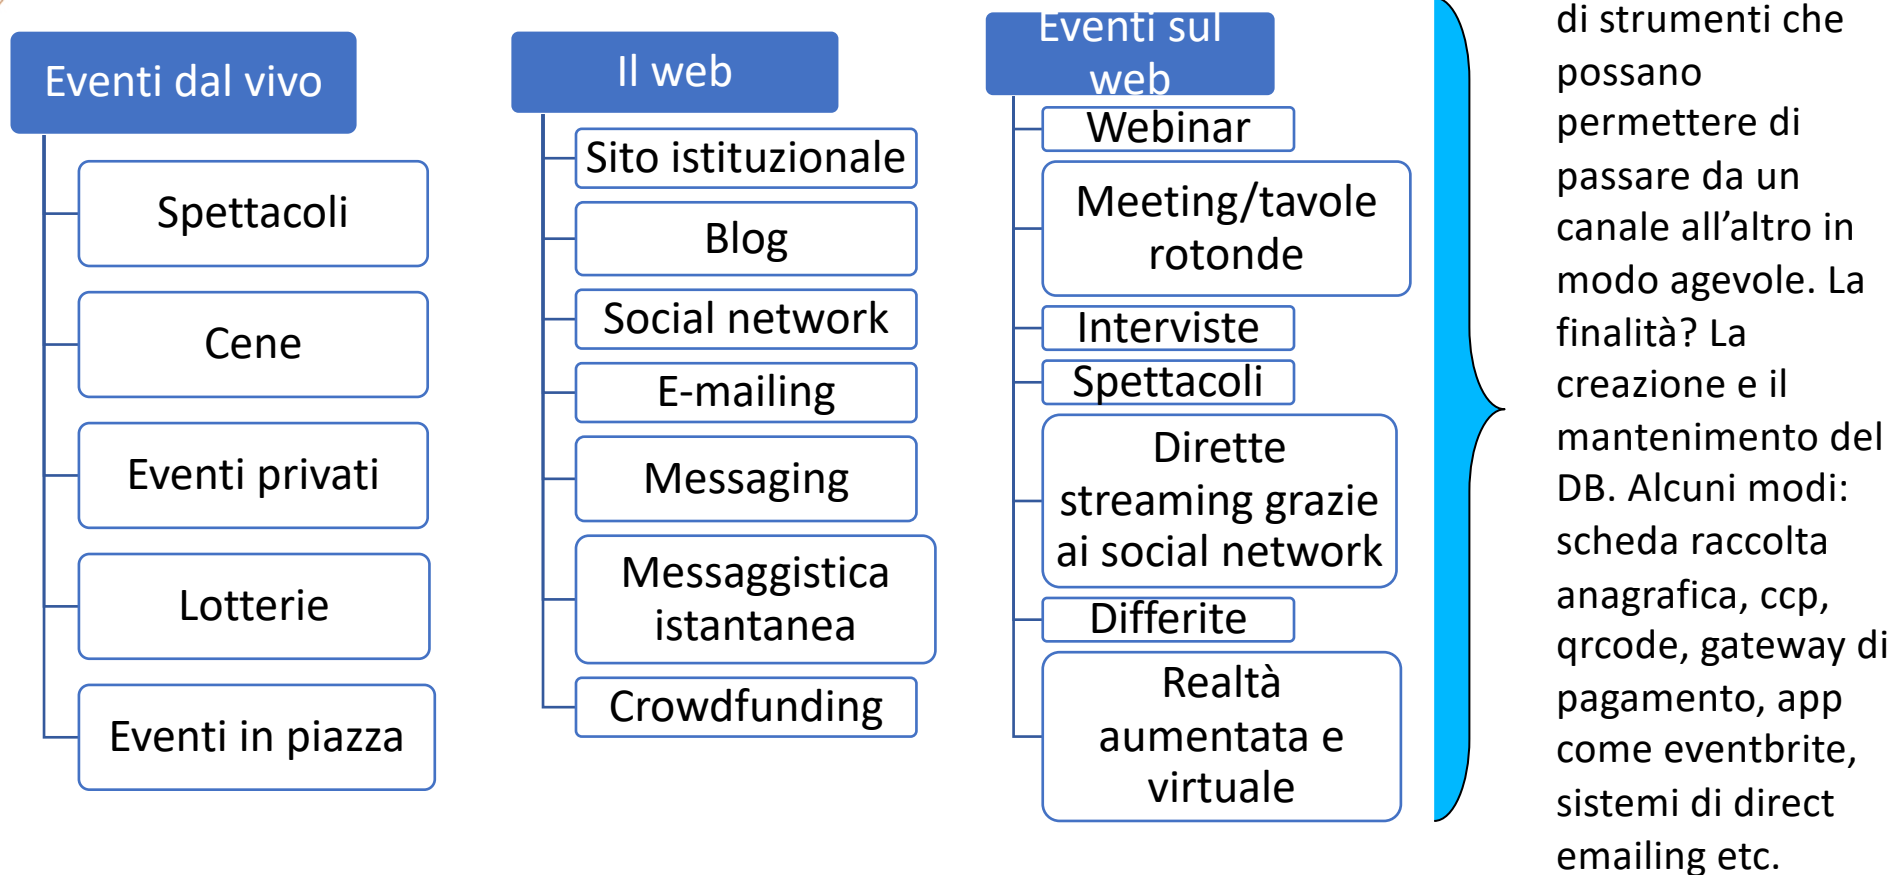 Eventi dal vivo
Spettacoli
Cene
Eventi privati
Lotterie
Eventi in piazza
Il web
Sito istituzionale
Blog
Social network
E-mailing
Messaging
Messaggistica
istantanea
Crowdfunding
Eventi sul
web
Webinar
Meeting/tavole
rotonde
Interviste
Spettacoli
Dirette
streaming grazie
ai social network
Differite
Realtà
aumentata e
virtuale
di strumenti che
possano
permettere di
passare da un
canale all’altro in
modo agevole. La
finalità? La
creazione e il
mantenimento del
DB. Alcuni modi:
scheda raccolta
anagrafica, ccp,
qrcode, gateway di
pagamento, app
come eventbrite,
sistemi di direct
emailing etc.